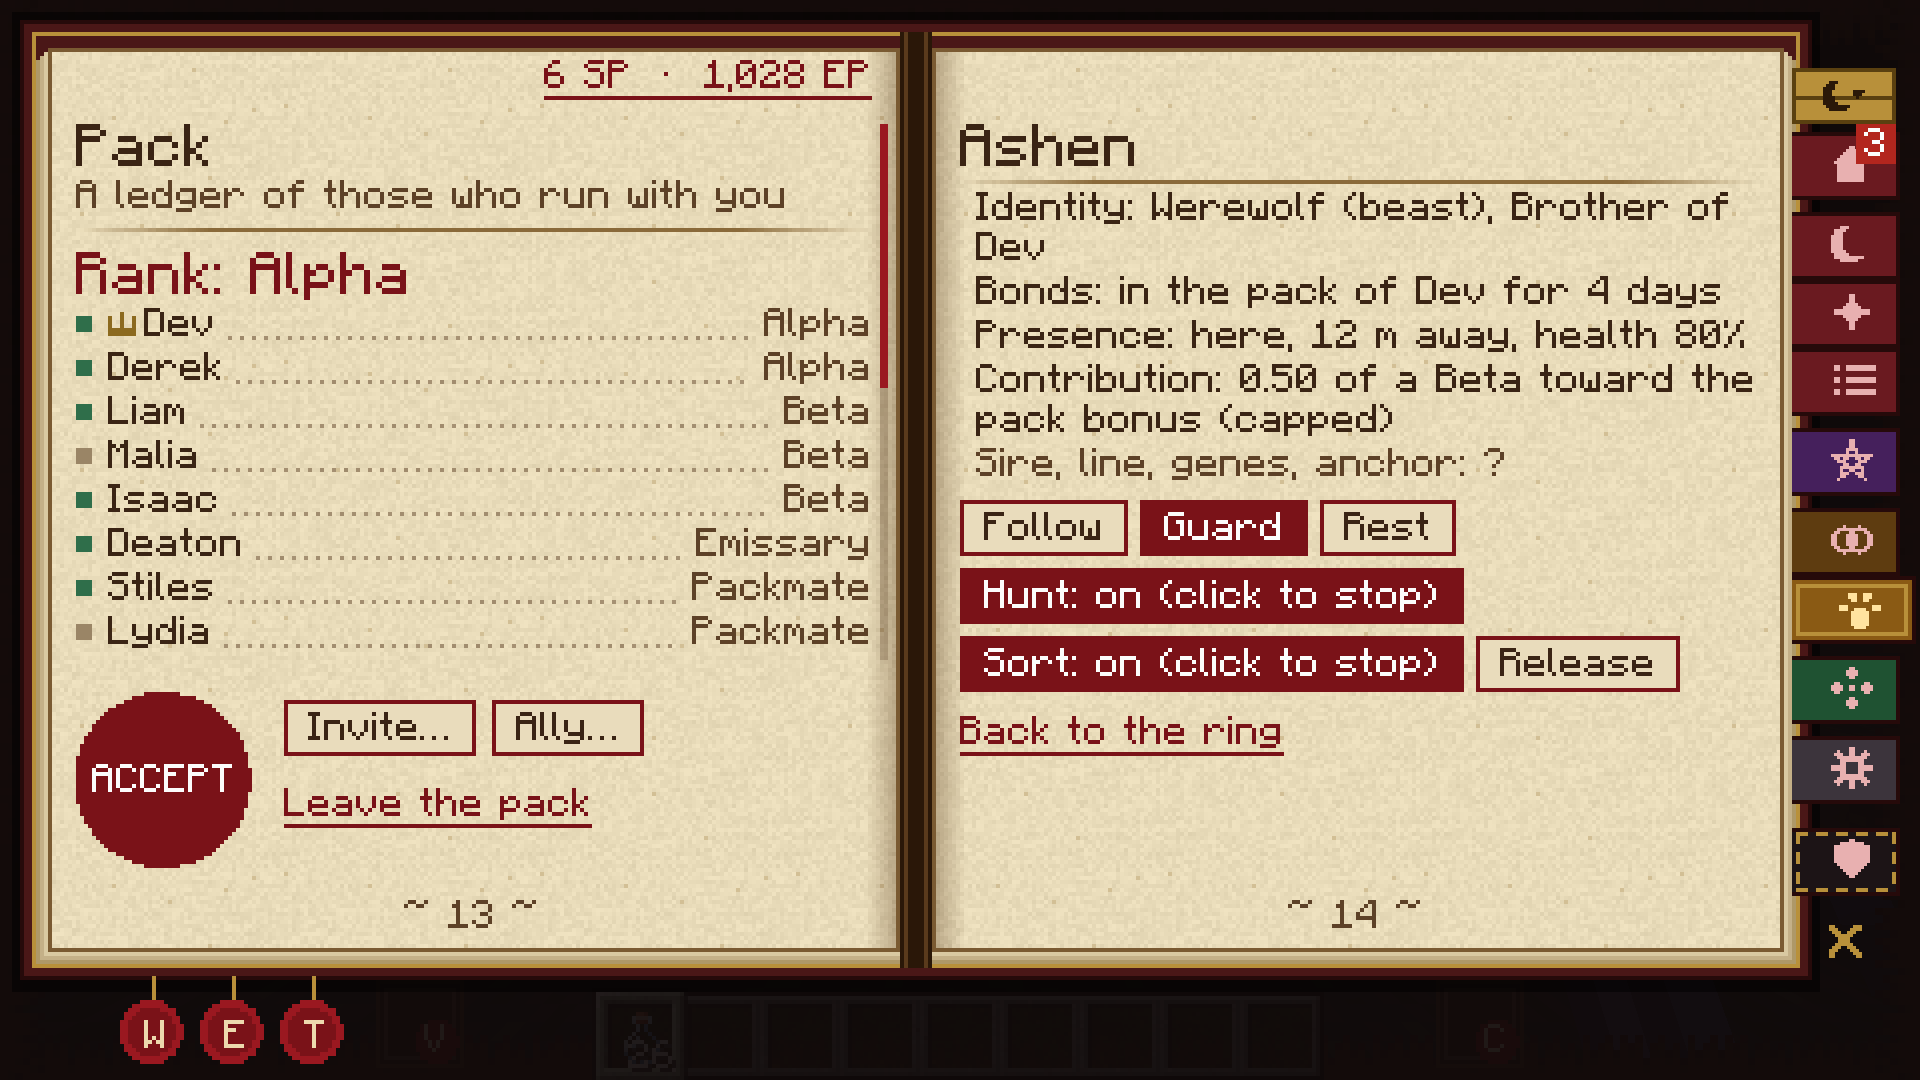 6 SP · 1,028 EP
Pack
A ledger of those who run with you
Rank: Alpha
Dev Alpha
Derek Alpha
Liam Beta
Malia Beta
Isaac Beta
Deaton Emissary
Stiles Packmate
Lydia Packmate
ACCEPT
Invite...
Ally...
Leave the pack
~ 13 ~
Ashen
Identity: Werewolf (beast), Brother of
Dev
Bonds: in the pack of Dev for 4 days
Presence: here, 12 m away, health 80%
Contribution: 0.50 of a Beta toward the
pack bonus (capped)
Sire, line, genes, anchor: ?
Follow
Guard
Rest
Hunt: on (click to stop)
Sort: on (click to stop)
Release
Back to the ring
~ 14 ~
3
W
E
T
V
26
C